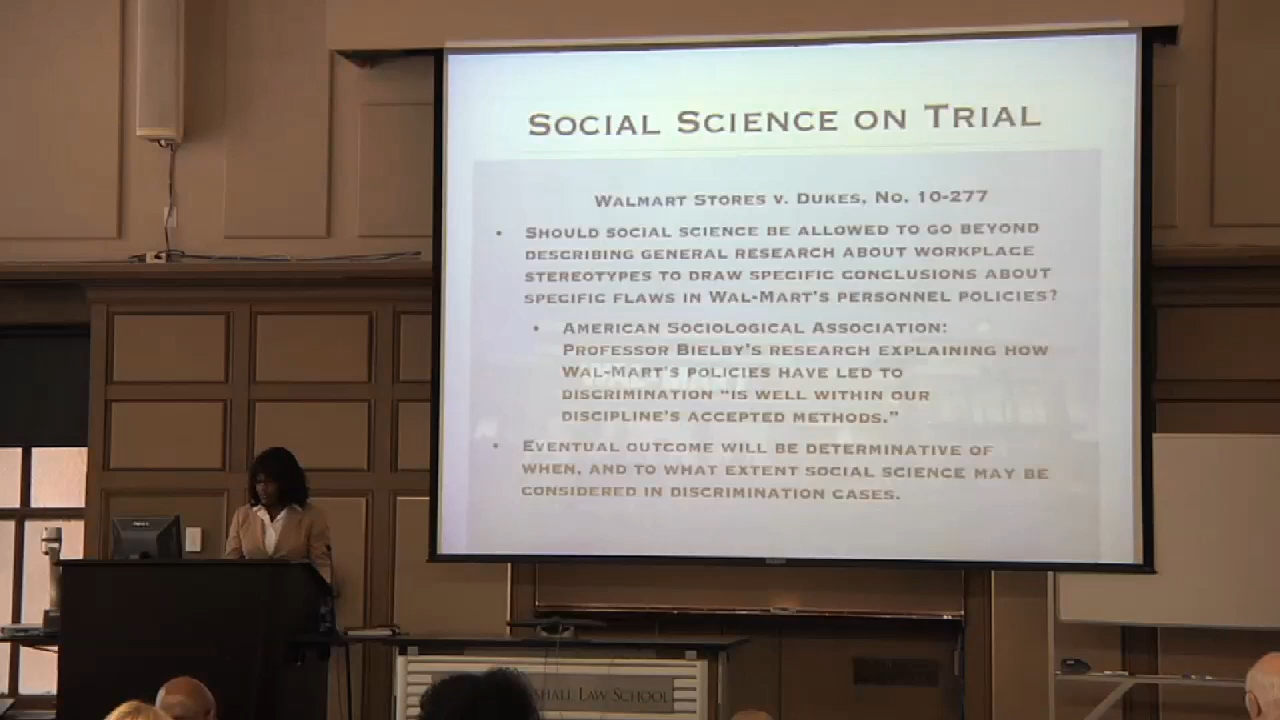 Social Science on Trial
Walmart Stores v. Dukes, No. 10-277
• Should social science be allowed to go beyond
describing general research about workplace
stereotypes to draw specific conclusions about
specific flaws in Wal-Mart's personnel policies?
• American Sociological Association:
Professor Bielby's research explaining how
Wal-Mart's policies have led to
discrimination "is well within our
discipline's accepted methods."
• Eventual outcome will be determinative of
when, and to what extent social science may be
considered in discrimination cases.
Law School